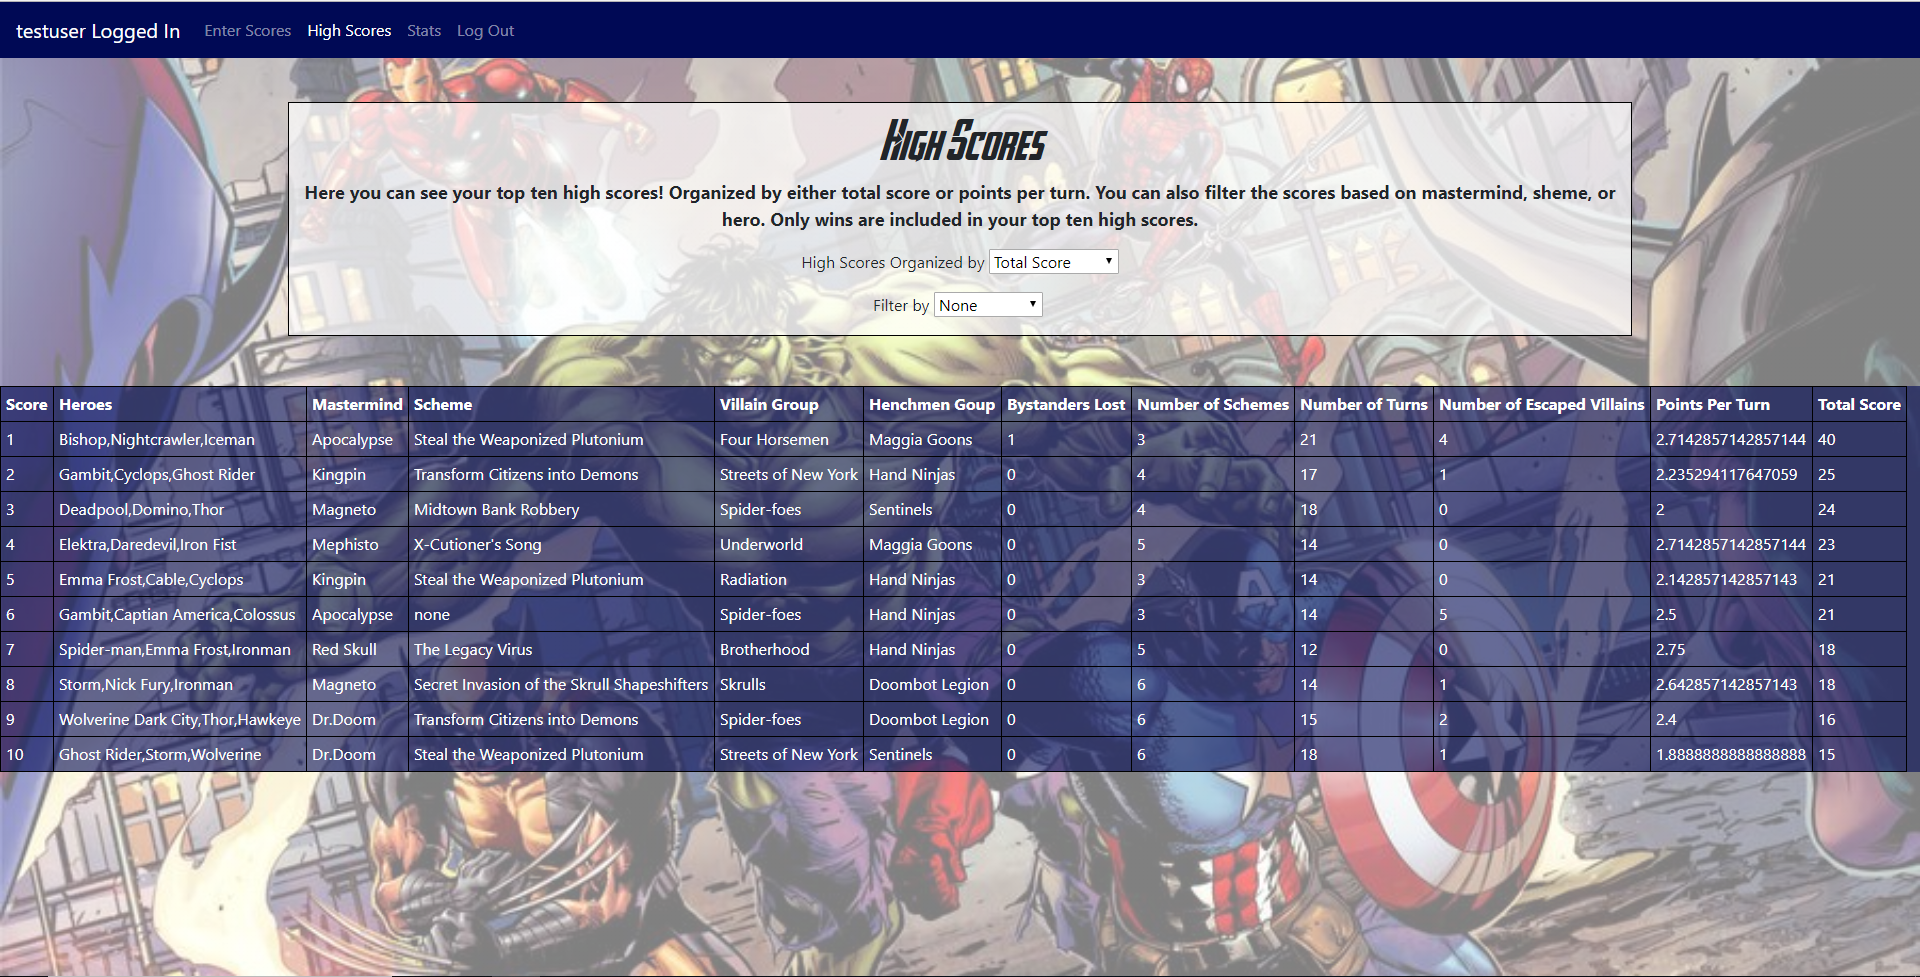 testuser Logged In Enter Scores High Scores Stats Log Out
High Scores
Here you can see your top ten high scores! Organized by either total score or points per turn. You can also filter the scores based on mastermind, sheme, or
hero. Only wins are included in your top ten high scores.
High Scores Organized by Total Score
Filter by None
Score Heroes Mastermind Scheme Villain Group Henchmen Goup Bystanders Lost Number of Schemes Number of Turns Number of Escaped Villains Points Per Turn Total Score
1 Bishop,Nightcrawler,Iceman Apocalypse Steal the Weaponized Plutonium Four Horsemen Maggia Goons 1 3 21 4 2.7142857142857144 40
2 Gambit,Cyclops,Ghost Rider Kingpin Transform Citizens into Demons Streets of New York Hand Ninjas 0 4 17 1 2.235294117647059 25
3 Deadpool,Domino,Thor Magneto Midtown Bank Robbery Spider-foes Sentinels 0 4 18 0 2 24
4 Elektra,Daredevil,Iron Fist Mephisto X-Cutioner's Song Underworld Maggia Goons 0 5 14 0 2.7142857142857144 23
5 Emma Frost,Cable,Cyclops Kingpin Steal the Weaponized Plutonium Radiation Hand Ninjas 0 3 14 0 2.142857142857143 21
6 Gambit,Captian America,Colossus Apocalypse none Spider-foes Hand Ninjas 0 3 14 5 2.5 21
7 Spider-man,Emma Frost,Ironman Red Skull The Legacy Virus Brotherhood Hand Ninjas 0 5 12 0 2.75 18
8 Storm,Nick Fury,Ironman Magneto Secret Invasion of the Skrull Shapeshifters Skrulls Doombot Legion 0 6 14 1 2.642857142857143 18
9 Wolverine Dark City,Thor,Hawkeye Dr.Doom Transform Citizens into Demons Spider-foes Doombot Legion 0 6 15 2 2.4 16
10 Ghost Rider,Storm,Wolverine Dr.Doom Steal the Weaponized Plutonium Streets of New York Sentinels 0 6 18 1 1.8888888888888888 15